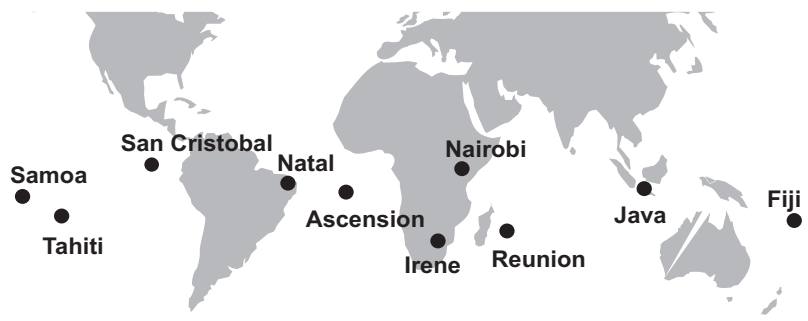 San Cristobal
Nairobi
Natal
Samoa
Fiji
Ascension
Java
Tahiti
Irene
Reunion